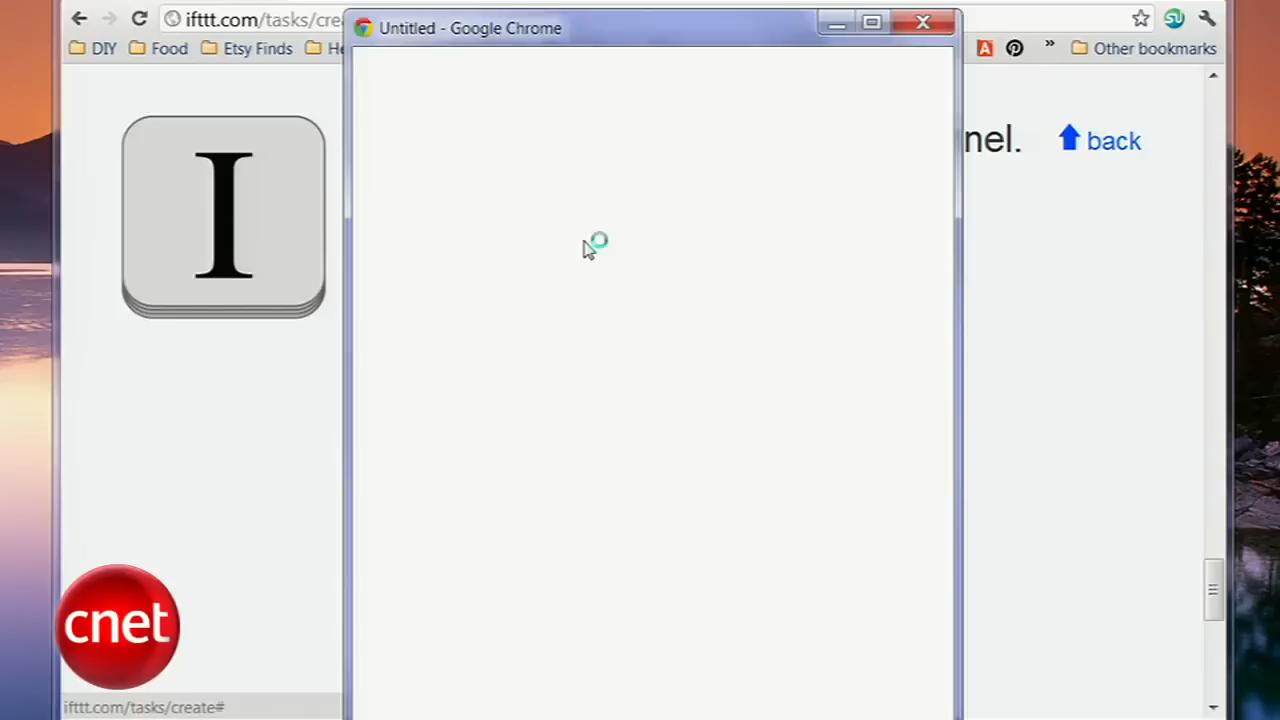 ifttt.com/tasks/cre
Untitled - Google Chrome
DIY
Food
Etsy Finds
A
Other bookmarks
I
nel.
back
cnet
ifttt.com/tasks/create#